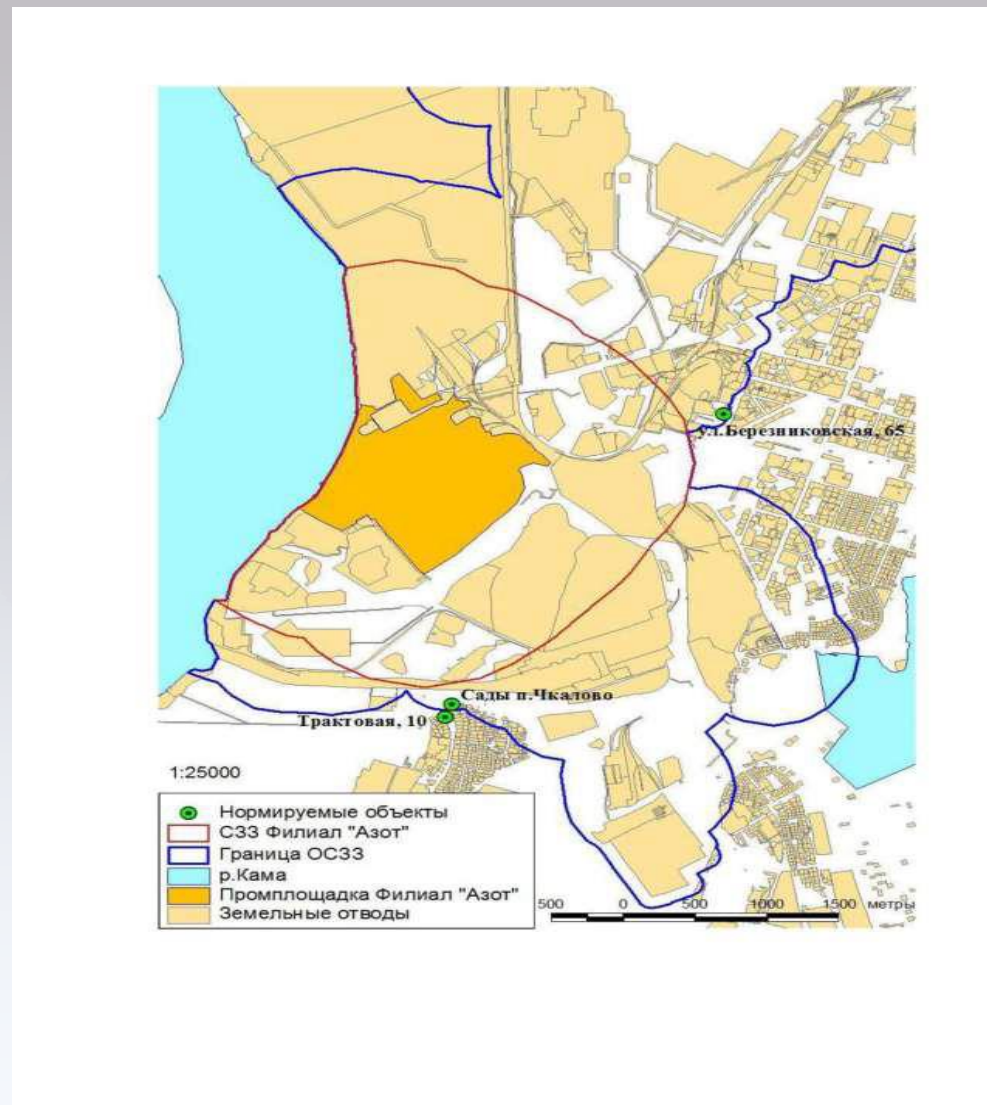 ул.Березниковская, 65
Сады п.Чкалово
Трактовая, 10
1:25000
Нормируемые объекты
СЗЗ Филиал "Азот"
Граница ОСЗЗ
р.Кама
Промплощадка Филиал "Азот"
Земельные отводы
500 0 500 1000 1500 метры